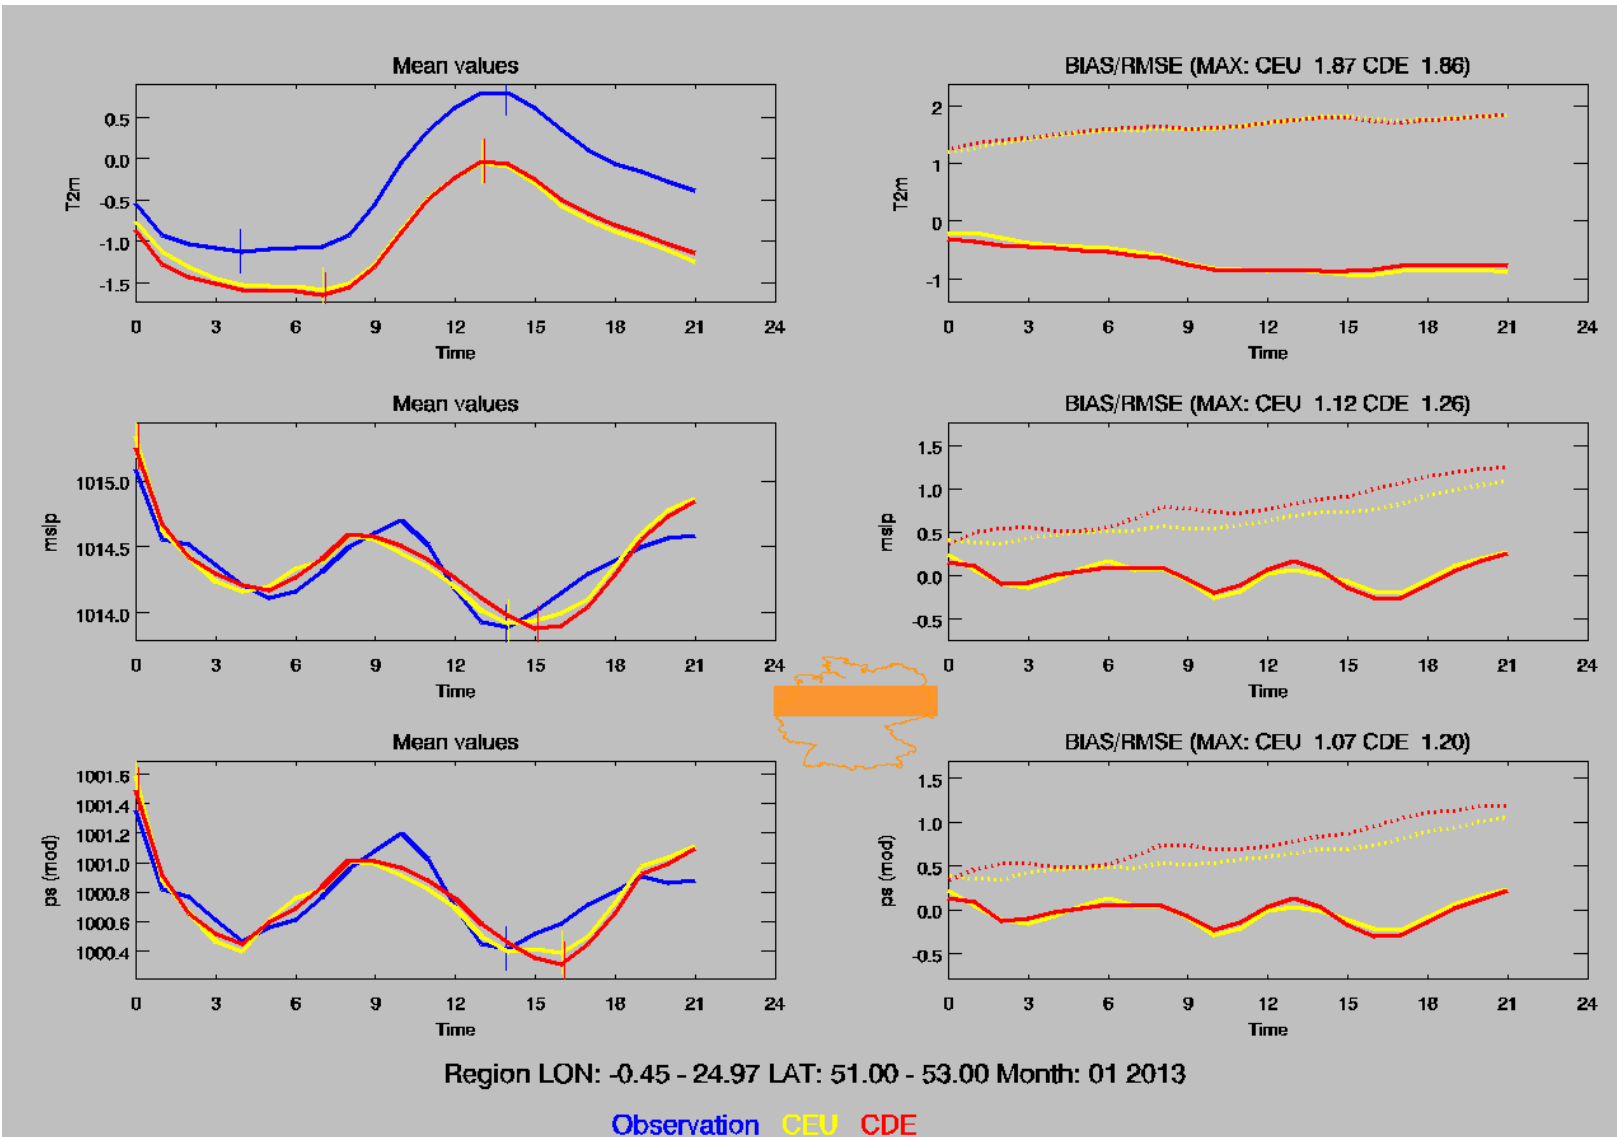 Mean values
BIAS/RMSE (MAX: CEU 1.87 CDE 1.86)
T2m
0.5
0.0
-0.5
-1.0
-1.5
0 3 6 9 12 15 18 21 24
Time
T2m
2
1
0
-1
0 3 6 9 12 15 18 21 24
Time
Mean values
BIAS/RMSE (MAX: CEU 1.12 CDE 1.26)
mslp
1015.0
1014.5
1014.0
0 3 6 9 12 15 18 21 24
Time
mslp
1.5
1.0
0.5
0.0
-0.5
0 3 6 9 12 15 18 21 24
Time
Mean values
BIAS/RMSE (MAX: CEU 1.07 CDE 1.20)
ps (mod)
1001.6
1001.4
1001.2
1001.0
1000.8
1000.6
1000.4
0 3 6 9 12 15 18 21 24
Time
ps (mod)
1.5
1.0
0.5
0.0
-0.5
0 3 6 9 12 15 18 21 24
Time
Region LON: -0.45 - 24.97 LAT: 51.00 - 53.00 Month: 01 2013
Observation CEU CDE